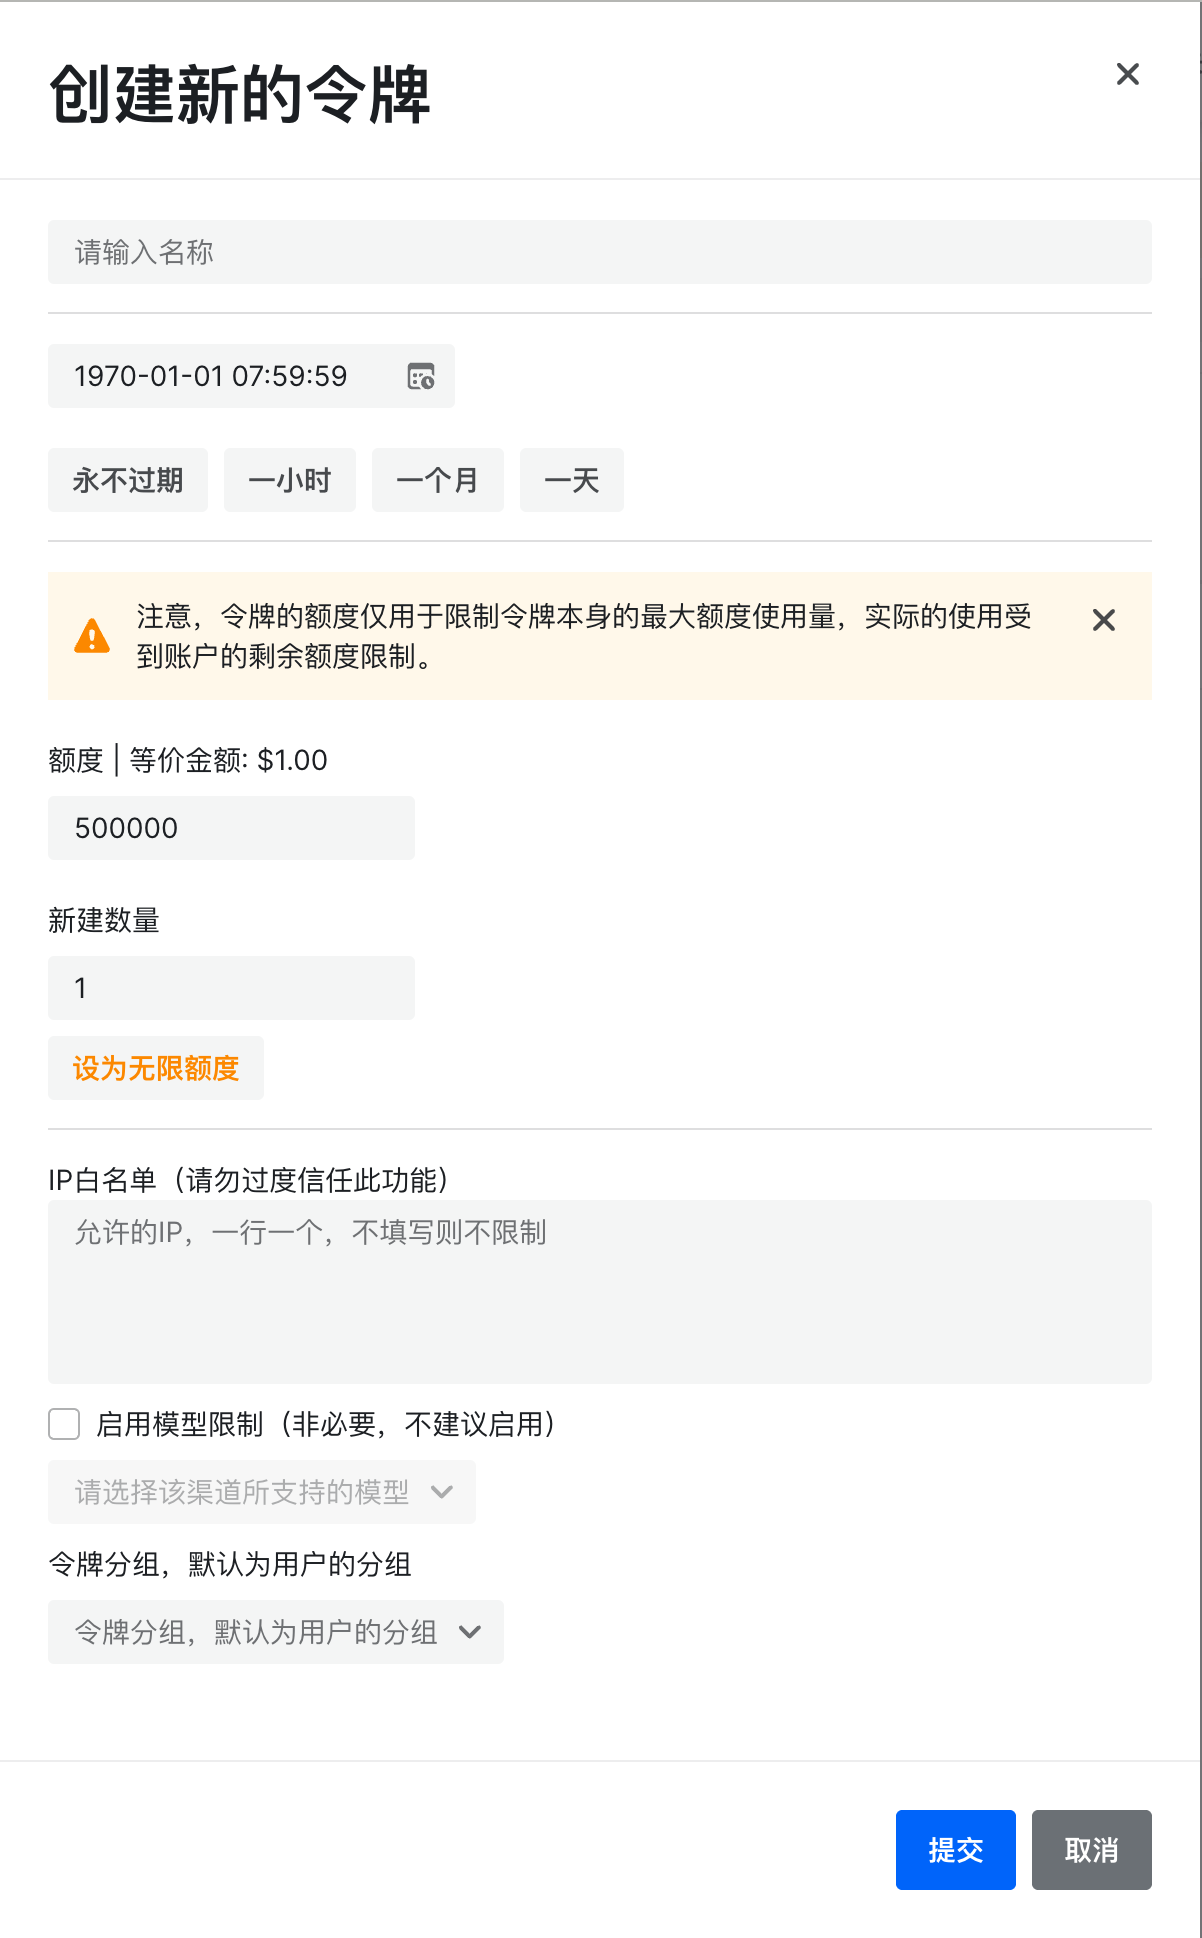 创建新的令牌
请输入名称
1970-01-01 07:59:59
永不过期 一小时 一个月 一天
注意，令牌的额度仅用于限制令牌本身的最大额度使用量，实际的使用受
到账户的剩余额度限制。
额度 | 等价金额: $1.00
500000
新建数量
1
设为无限额度
IP白名单（请勿过度信任此功能）
允许的IP，一行一个，不填写则不限制
启用模型限制（非必要，不建议启用）
请选择该渠道所支持的模型
令牌分组，默认为用户的分组
令牌分组，默认为用户的分组
提交 取消